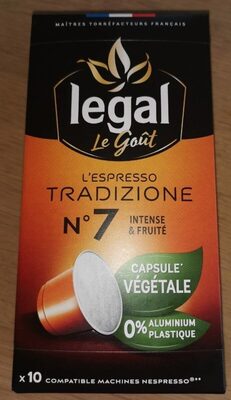 MAÎTRES TORRÉFACTEURS FRANÇAIS
legal
Le Goût
L'ESPRESSO
TRADIZIONE
N°7 INTENSE
& FRUITÉ
CAPSULE*
VÉGÉTALE
0% ALUMINIUM
PLASTIQUE
x 10 COMPATIBLE MACHINES NESPRESSO®**